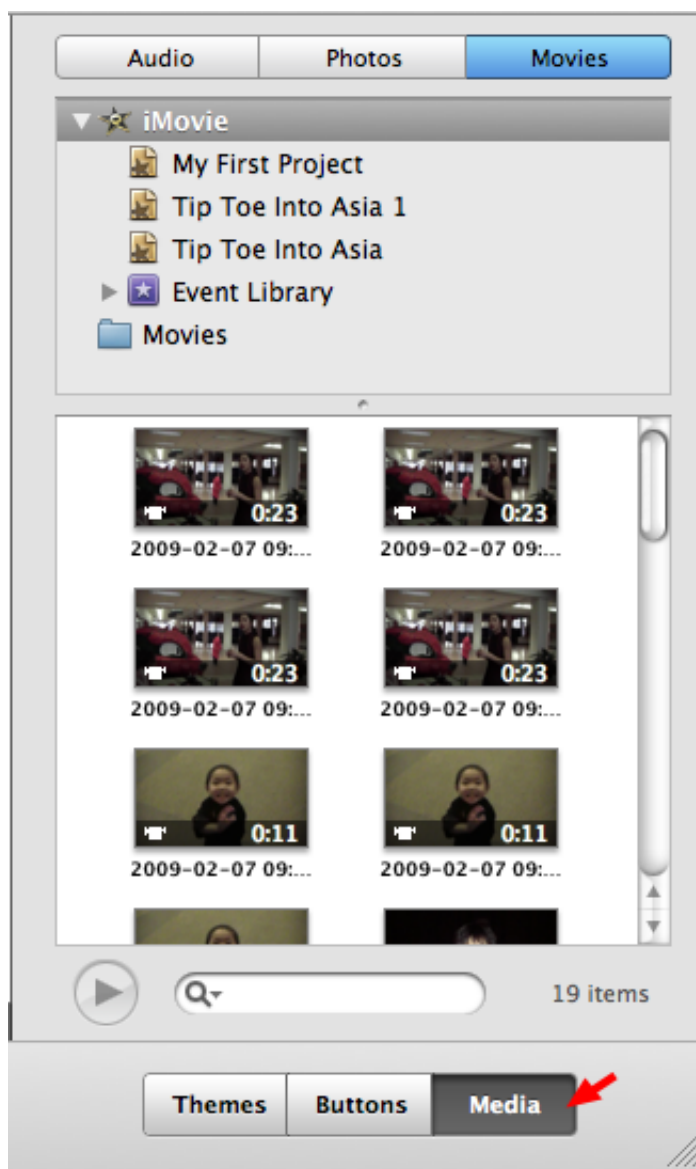 Audio Photos Movies
iMovie
My First Project
Tip Toe Into Asia 1
Tip Toe Into Asia
Event Library
Movies
0:23 0:23
2009-02-07 09:... 2009-02-07 09:...
0:23 0:23
2009-02-07 09:... 2009-02-07 09:...
0:11 0:11
2009-02-07 09:... 2009-02-07 09:...
19 items
Themes Buttons Media